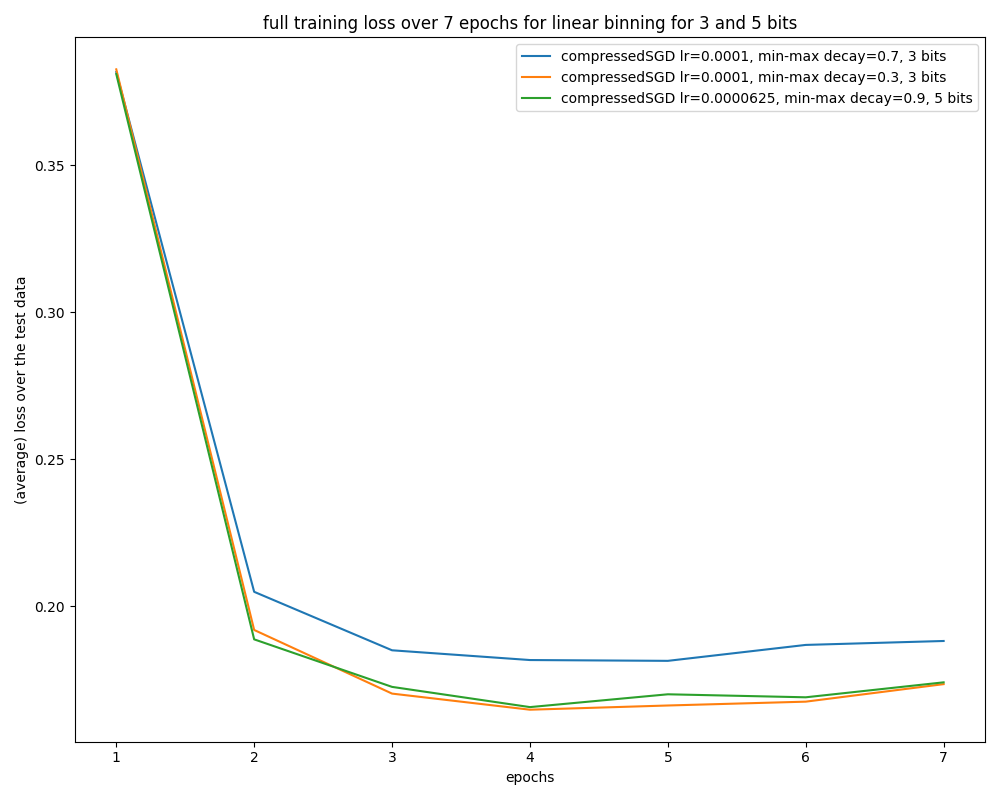 full training loss over 7 epochs for linear binning for 3 and 5 bits
compressedSGD lr=0.0001, min-max decay=0.7, 3 bits
compressedSGD lr=0.0001, min-max decay=0.3, 3 bits
compressedSGD lr=0.0000625, min-max decay=0.9, 5 bits
(average) loss over the test data
0.35
0.30
0.25
0.20
1 2 3 4 5 6 7
epochs